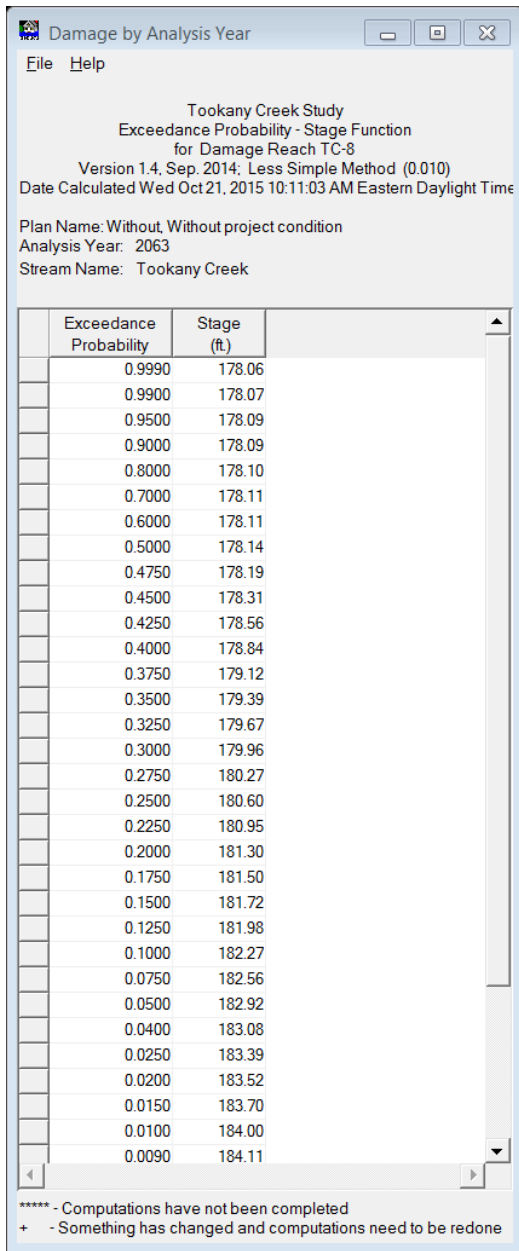 Damage by Analysis Year
File Help
Tookany Creek Study
Exceedance Probability - Stage Function
for Damage Reach TC-8
Version 1.4, Sep. 2014; Less Simple Method (0.010)
Date Calculated Wed Oct 21, 2015 10:11:03 AM Eastern Daylight Time
Plan Name: Without, Without project condition
Analysis Year: 2063
Stream Name: Tookany Creek
Exceedance Probability Stage (ft.)
0.9990 178.06
0.9900 178.07
0.9500 178.09
0.9000 178.09
0.8000 178.10
0.7000 178.11
0.6000 178.11
0.5000 178.14
0.4750 178.19
0.4500 178.31
0.4250 178.56
0.4000 178.84
0.3750 179.12
0.3500 179.39
0.3250 179.67
0.3000 179.96
0.2750 180.27
0.2500 180.60
0.2250 180.95
0.2000 181.30
0.1750 181.50
0.1500 181.72
0.1250 181.98
0.1000 182.27
0.0750 182.56
0.0500 182.92
0.0400 183.08
0.0250 183.39
0.0200 183.52
0.0150 183.70
0.0100 184.00
0.0090 184.11
***** - Computations have not been completed
+ - Something has changed and computations need to be redone